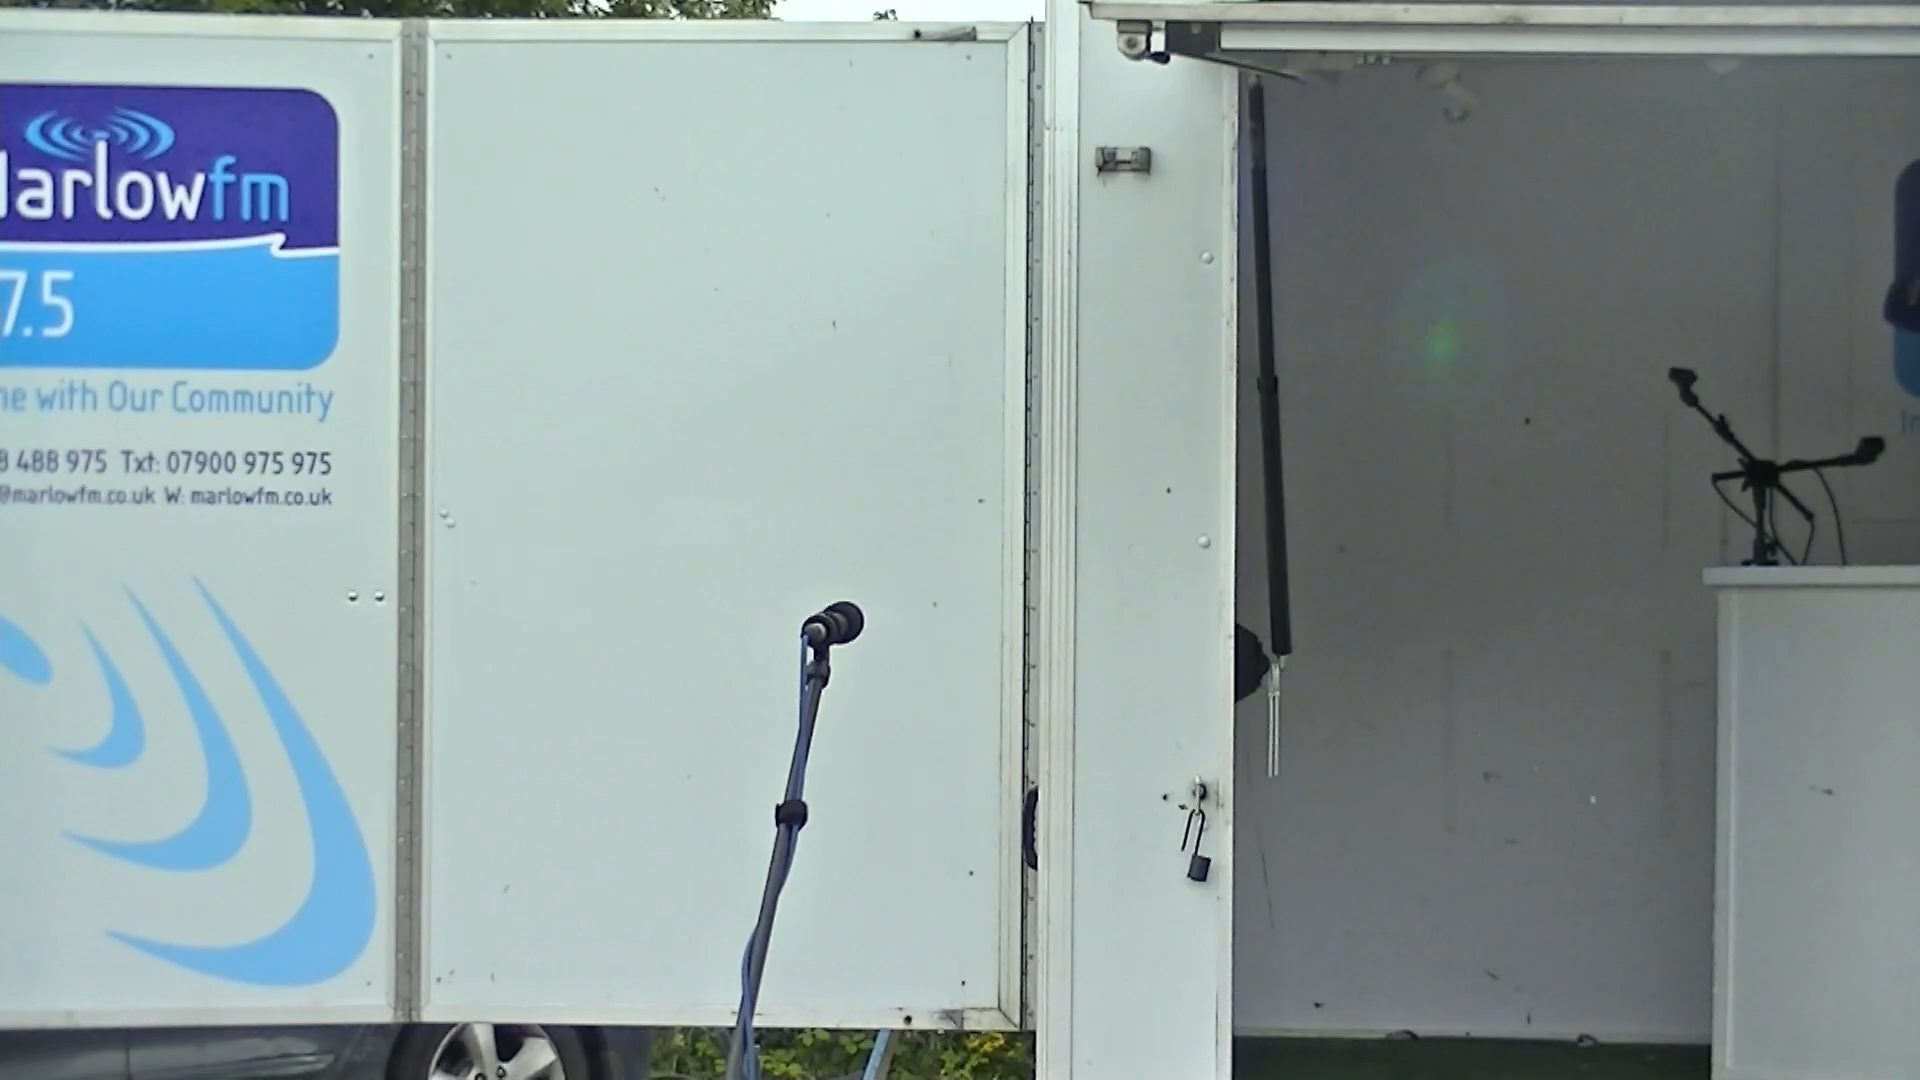 Marlowfm
7.5
ne with Our Community
8 488 975 Txt: 07900 975 975
@marlowfm.co.uk W: marlowfm.co.uk